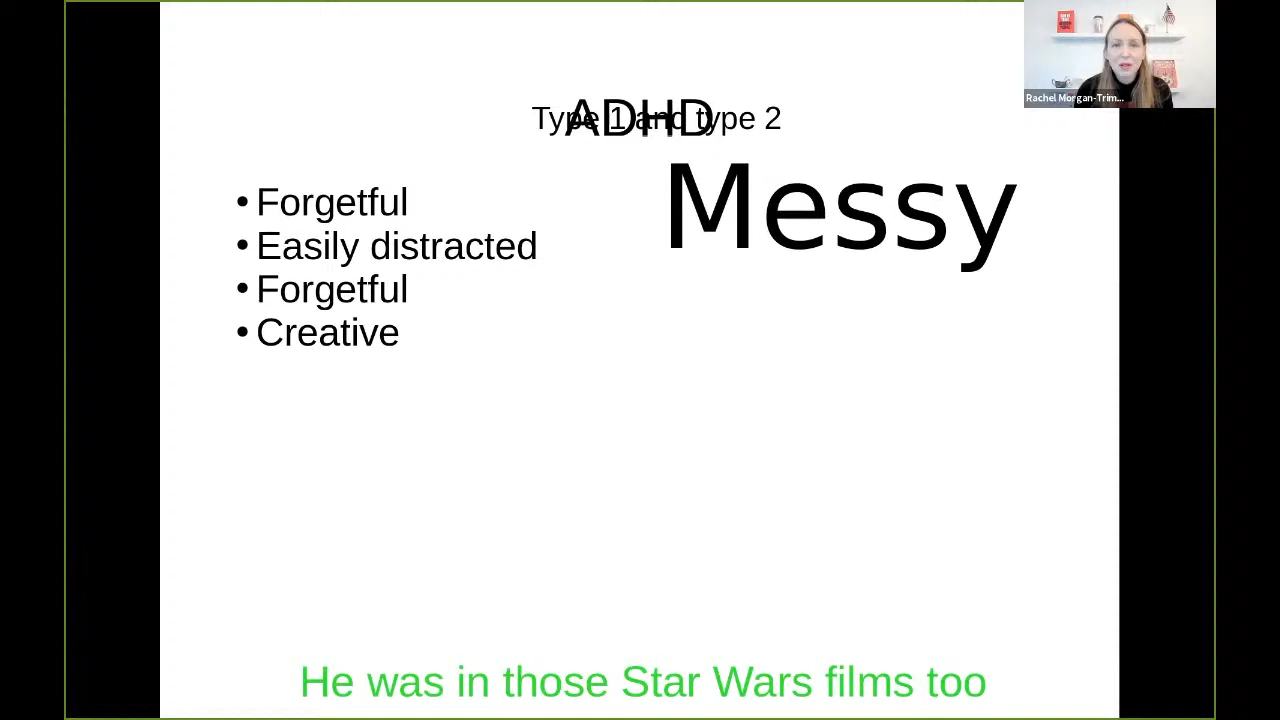 Rachel Morgan-Trim...
ADHD
Type 1 and type 2
Messy
• Forgetful
• Easily distracted
• Forgetful
• Creative
He was in those Star Wars films too